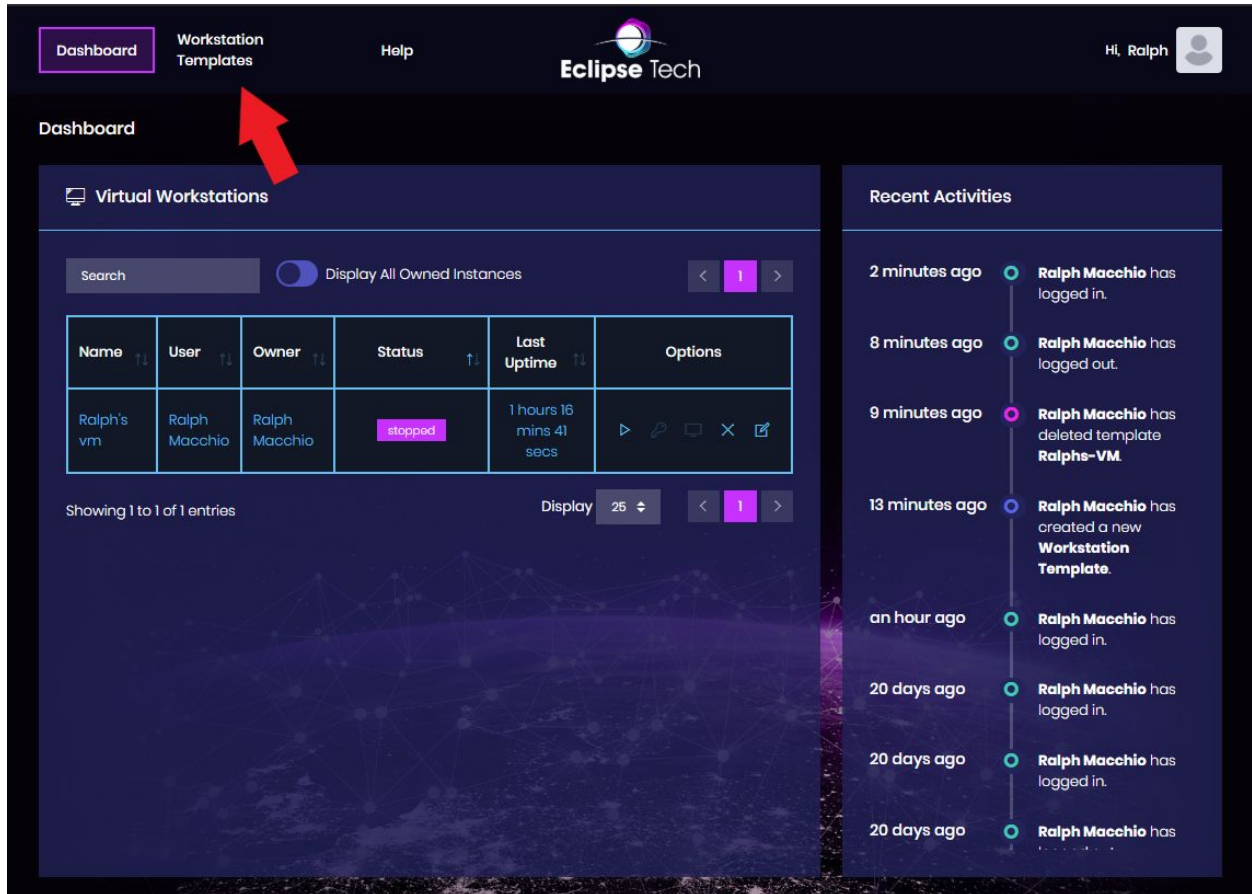 Dashboard
Workstation
Templates
Help
Eclipse Tech
Hi, Ralph
Dashboard
Virtual Workstations
Search
Display All Owned Instances
< 1 >
Name
User
Owner
Status
Last
Uptime
Options
Ralph's
vm
Ralph
Macchio
Ralph
Macchio
stopped
1 hours 16
mins 41
secs
Showing 1 to 1 of 1 entries
Display 25
< 1 >
Recent Activities
2 minutes ago
Ralph Macchio has
logged in.
8 minutes ago
Ralph Macchio has
logged out.
9 minutes ago
Ralph Macchio has
deleted template
Ralphs-VM.
13 minutes ago
Ralph Macchio has
created a new
Workstation
Template.
an hour ago
Ralph Macchio has
logged in.
20 days ago
Ralph Macchio has
logged in.
20 days ago
Ralph Macchio has
logged in.
20 days ago
Ralph Macchio has